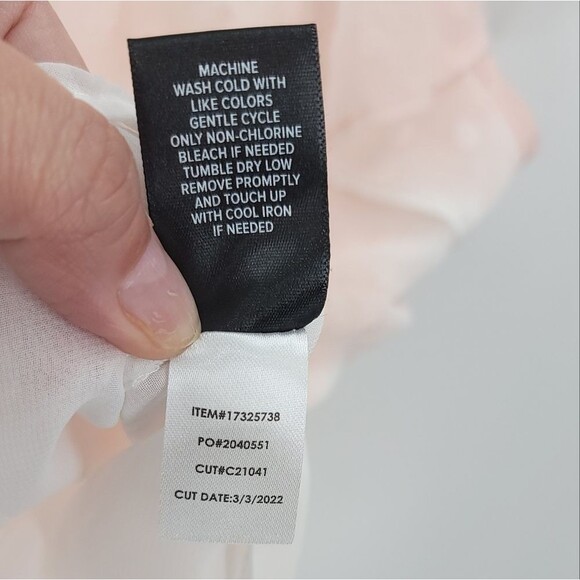 MACHINE
WASH COLD WITH
LIKE COLORS
GENTLE CYCLE
ONLY NON-CHLORINE
BLEACH IF NEEDED
TUMBLE DRY LOW
REMOVE PROMPTLY
AND TOUCH UP
WITH COOL IRON
IF NEEDED
ITEM#17325738
PO#2040551
CUT#C21041
CUT DATE:3/3/2022